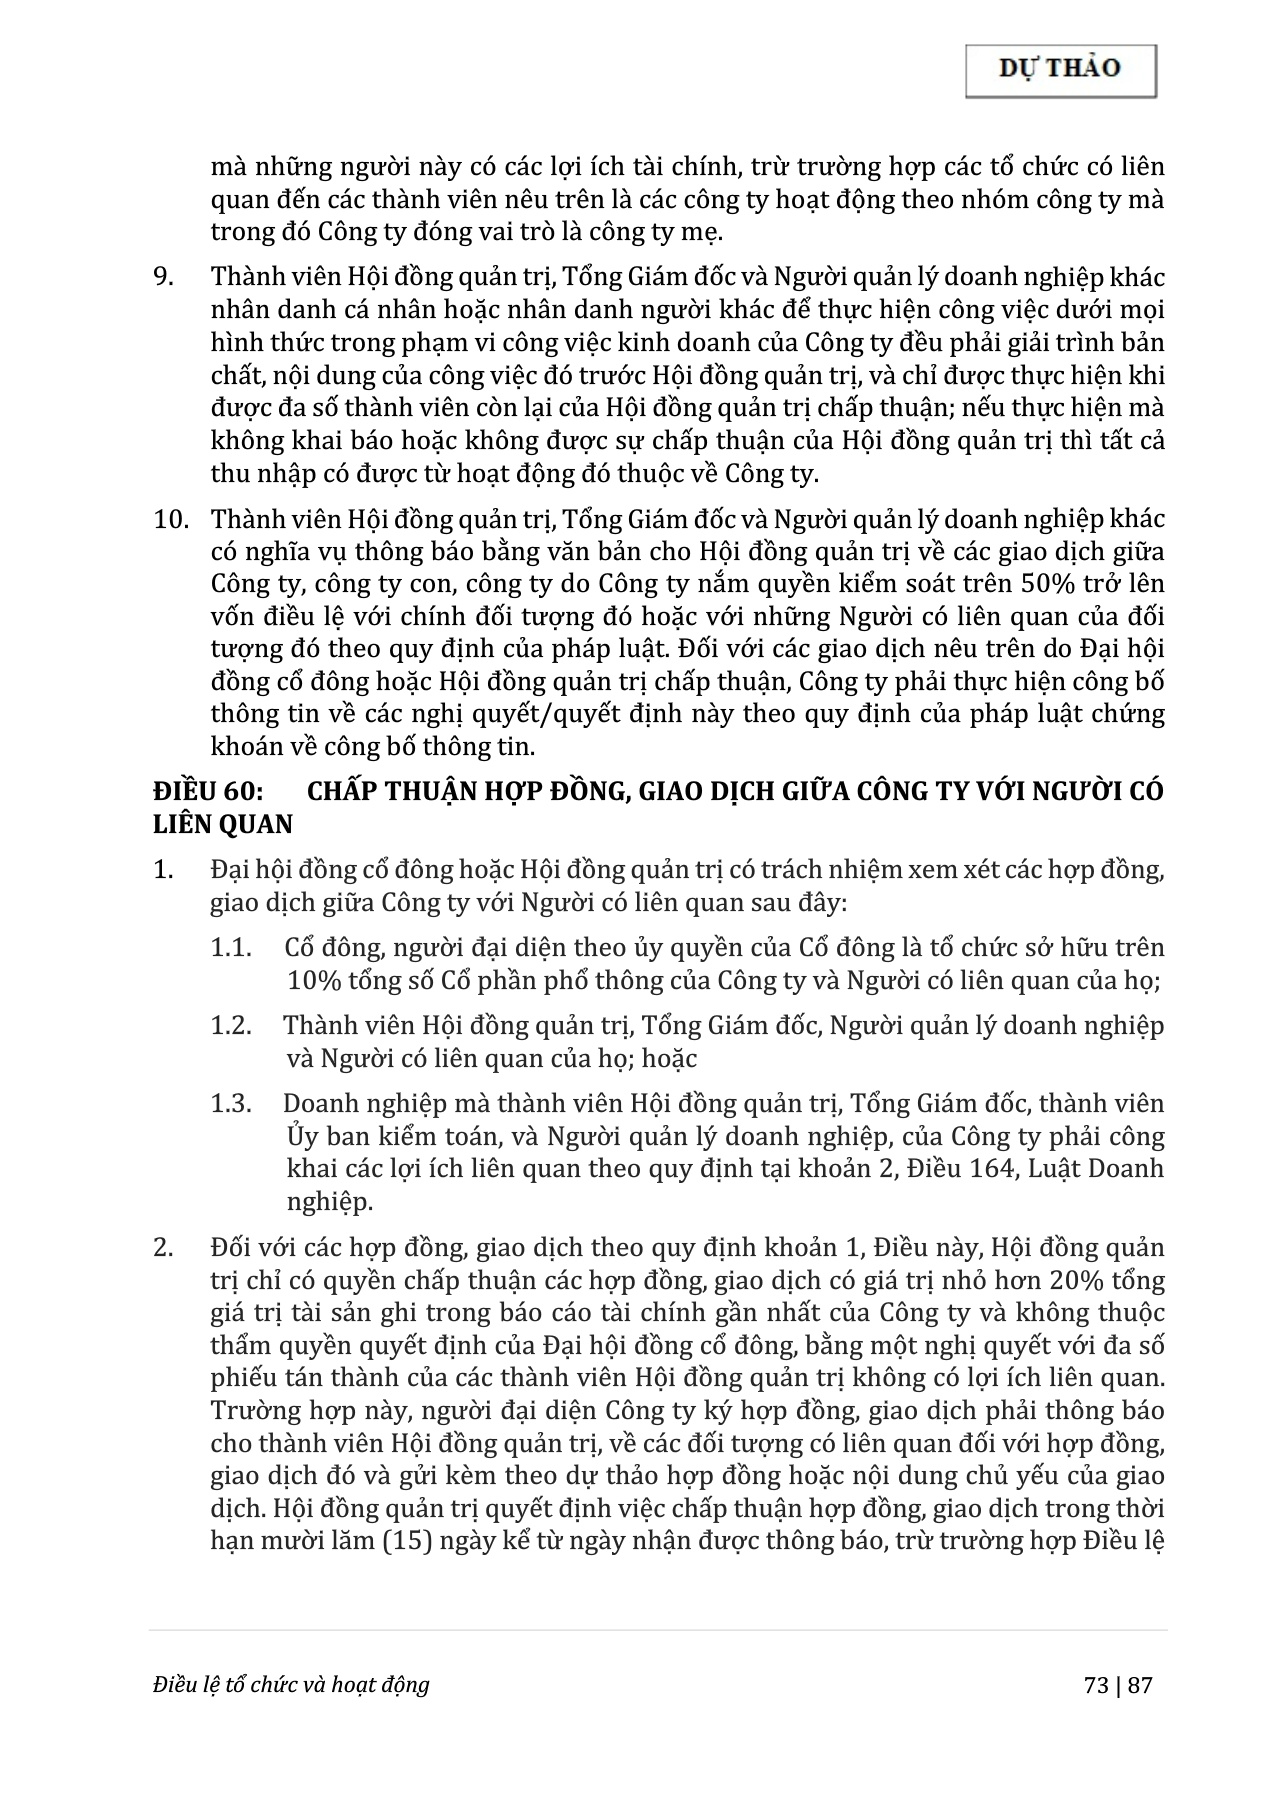 DỰ THẢO
mà những người này có các lợi ích tài chính, trừ trường hợp các tổ chức có liên
quan đến các thành viên nêu trên là các công ty hoạt động theo nhóm công ty mà
trong đó Công ty đóng vai trò là công ty mẹ.
9. Thành viên Hội đồng quản trị, Tổng Giám đốc và Người quản lý doanh nghiệp khác
nhân danh cá nhân hoặc nhân danh người khác để thực hiện công việc dưới mọi
hình thức trong phạm vi công việc kinh doanh của Công ty đều phải giải trình bản
chất, nội dung của công việc đó trước Hội đồng quản trị, và chỉ được thực hiện khi
được đa số thành viên còn lại của Hội đồng quản trị chấp thuận; nếu thực hiện mà
không khai báo hoặc không được sự chấp thuận của Hội đồng quản trị thì tất cả
thu nhập có được từ hoạt động đó thuộc về Công ty.
10. Thành viên Hội đồng quản trị, Tổng Giám đốc và Người quản lý doanh nghiệp khác
có nghĩa vụ thông báo bằng văn bản cho Hội đồng quản trị về các giao dịch giữa
Công ty, công ty con, công ty do Công ty nắm quyền kiểm soát trên 50% trở lên
vốn điều lệ với chính đối tượng đó hoặc với những Người có liên quan của đối
tượng đó theo quy định của pháp luật. Đối với các giao dịch nêu trên do Đại hội
đồng cổ đông hoặc Hội đồng quản trị chấp thuận, Công ty phải thực hiện công bố
thông tin về các nghị quyết/quyết định này theo quy định của pháp luật chứng
khoán về công bố thông tin.
ĐIỀU 60: CHẤP THUẬN HỢP ĐỒNG, GIAO DỊCH GIỮA CÔNG TY VỚI NGƯỜI CÓ
LIÊN QUAN
1. Đại hội đồng cổ đông hoặc Hội đồng quản trị có trách nhiệm xem xét các hợp đồng,
giao dịch giữa Công ty với Người có liên quan sau đây:
1.1. Cổ đông, người đại diện theo ủy quyền của Cổ đông là tổ chức sở hữu trên
10% tổng số Cổ phần phổ thông của Công ty và Người có liên quan của họ;
1.2. Thành viên Hội đồng quản trị, Tổng Giám đốc, Người quản lý doanh nghiệp
và Người có liên quan của họ; hoặc
1.3. Doanh nghiệp mà thành viên Hội đồng quản trị, Tổng Giám đốc, thành viên
Ủy ban kiểm toán, và Người quản lý doanh nghiệp, của Công ty phải công
khai các lợi ích liên quan theo quy định tại khoản 2, Điều 164, Luật Doanh
nghiệp.
2. Đối với các hợp đồng, giao dịch theo quy định khoản 1, Điều này, Hội đồng quản
trị chỉ có quyền chấp thuận các hợp đồng, giao dịch có giá trị nhỏ hơn 20% tổng
giá trị tài sản ghi trong báo cáo tài chính gần nhất của Công ty và không thuộc
thẩm quyền quyết định của Đại hội đồng cổ đông, bằng một nghị quyết với đa số
phiếu tán thành của các thành viên Hội đồng quản trị không có lợi ích liên quan.
Trường hợp này, người đại diện Công ty ký hợp đồng, giao dịch phải thông báo
cho thành viên Hội đồng quản trị, về các đối tượng có liên quan đối với hợp đồng,
giao dịch đó và gửi kèm theo dự thảo hợp đồng hoặc nội dung chủ yếu của giao
dịch. Hội đồng quản trị quyết định việc chấp thuận hợp đồng, giao dịch trong thời
hạn mười lăm (15) ngày kể từ ngày nhận được thông báo, trừ trường hợp Điều lệ
Điều lệ tổ chức và hoạt động 73 | 87